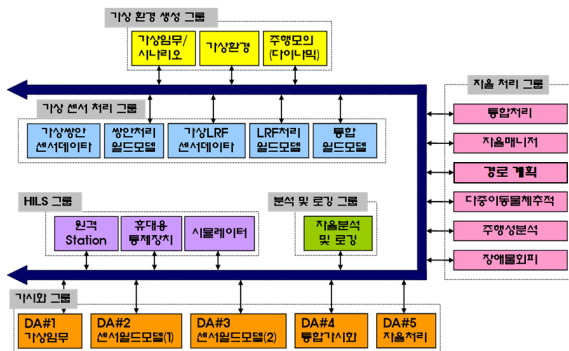 가상 환경 생성 그룹
가상임무/
시나리오
가상환경
주행모의
(다이나믹)
자율 처리 그룹
가상 센서 처리 그룹
가상쌍안
센서데이타
쌍안처리
월드모델
가상LRF
센서데이타
LRF처리
월드모델
통합
월드모델
통합처리
자율매니저
경로 계획
다중이동물체추적
주행성분석
장애물회피
HILS 그룹
원격
Station
휴대용
통제장치
시뮬레이터
분석 및 로깅 그룹
자율분석
및 로깅
가시화 그룹
DA#1
가상임무
DA#2
센서월드모델(1)
DA#3
센서월드모델(2)
DA#4
통합가시화
DA#5
자율처리